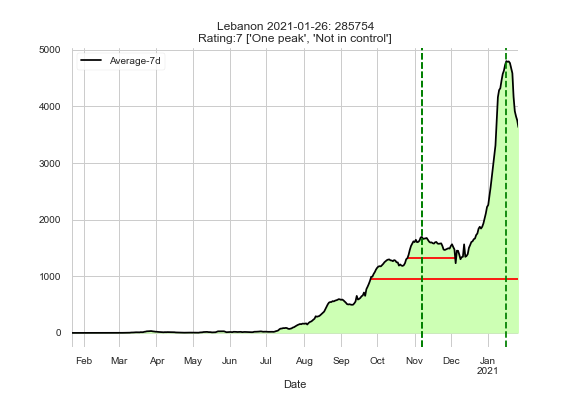 Lebanon 2021-01-26: 285754
Rating:7 ['One peak', 'Not in control']
Average-7d
5000
4000
3000
2000
1000
0
Feb Mar Apr May Jun Jul Aug Sep Oct Nov Dec Jan
2021
Date